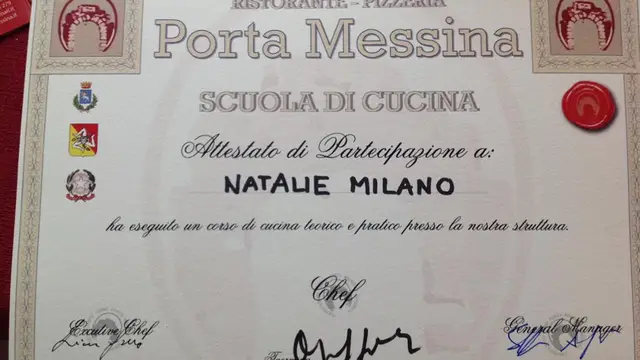 RISTORANTE - PIZZERIA
Porta Messina
SCUOLA DI CUCINA
Attestato di Partecipazione a:
NATALIE MILANO
ha eseguito un corso di cucina teorico e pratico presso la nostra struttura.
Chef
Excutive Chef
General Manager